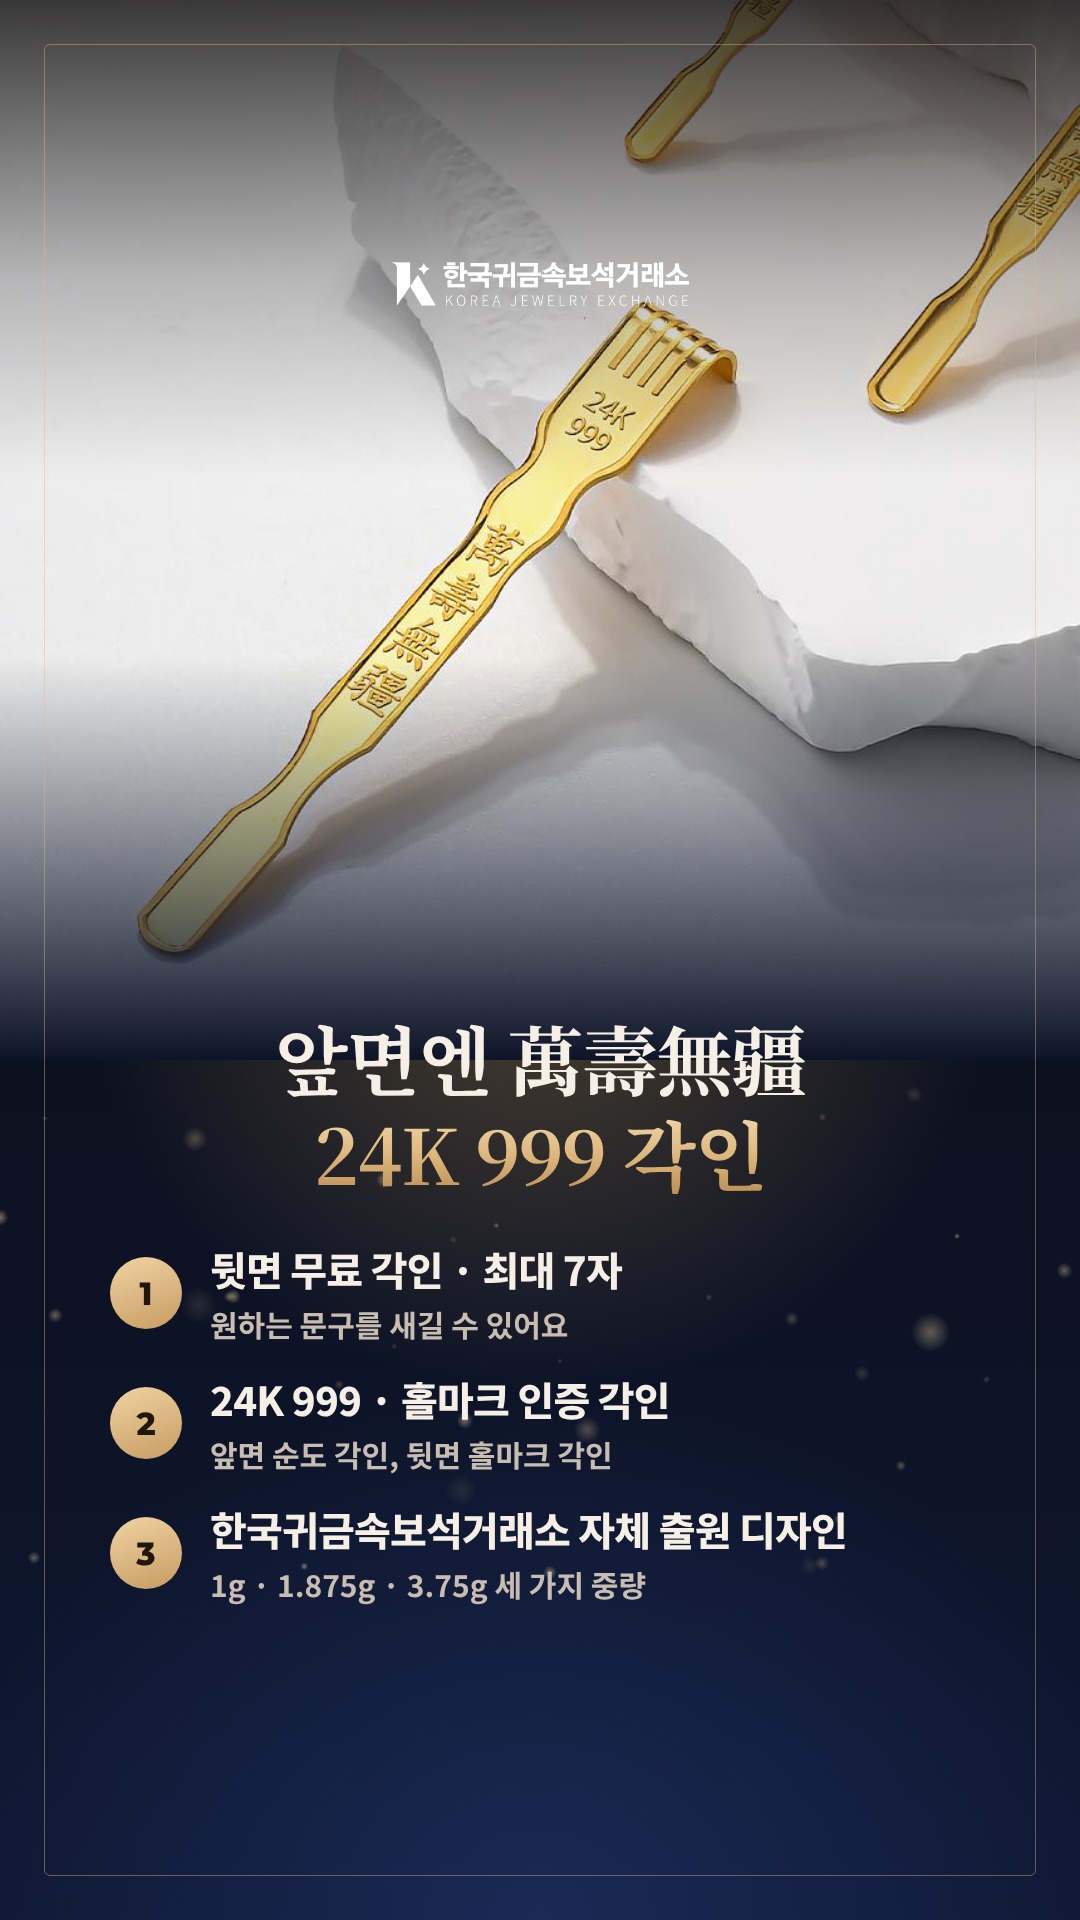 한국귀금속보석거래소
KOREA JEWELRY EXCHANGE
24K
999
萬
壽
無
疆
無
疆
앞면엔 萬壽無疆
24K 999 각인
1
뒷면 무료 각인 · 최대 7자
원하는 문구를 새길 수 있어요
2
24K 999 · 홀마크 인증 각인
앞면 순도 각인, 뒷면 홀마크 각인
3
한국귀금속보석거래소 자체 출원 디자인
1g · 1.875g · 3.75g 세 가지 중량